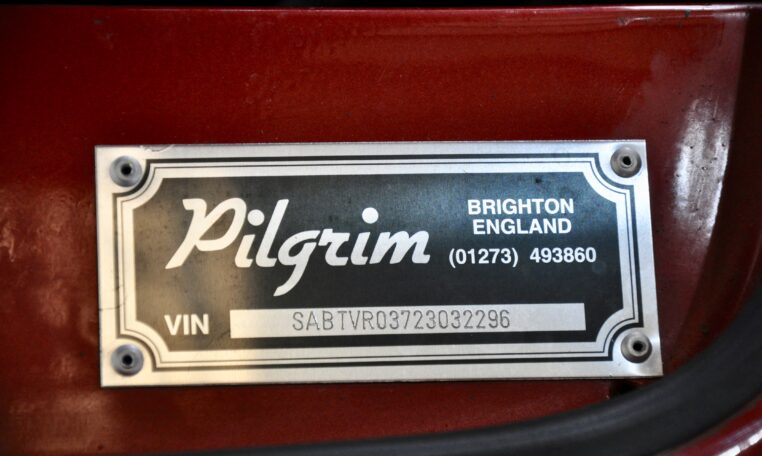 Pilgrim
BRIGHTON
ENGLAND
(01273) 493860
VIN SABTVR03723032296